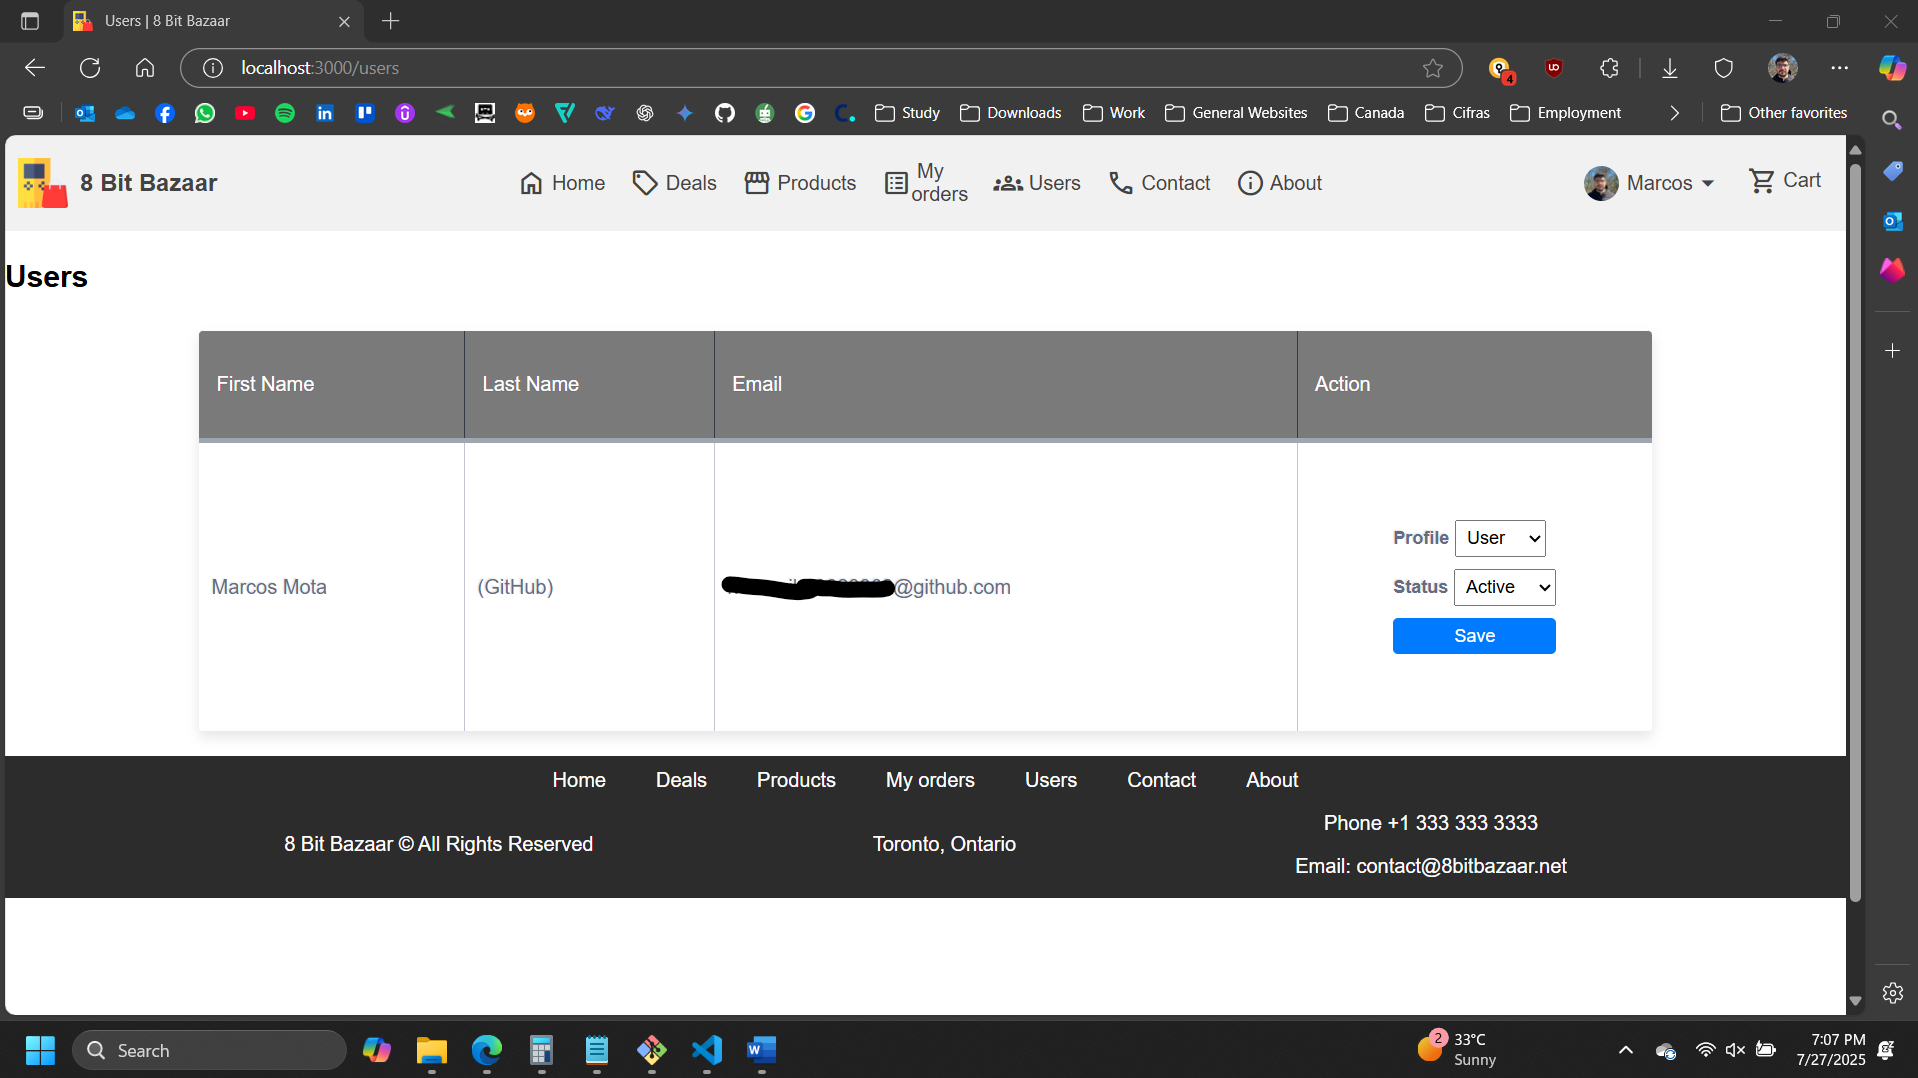 Users | 8 Bit Bazaar
localhost:3000/users
4
Study
Downloads
Work
General Websites
Canada
Cifras
Employment
Other favorites
8 Bit Bazaar
Home
Deals
Products
My orders
Users
Contact
About
Marcos
Cart
Users
First Name
Last Name
Email
Action
Marcos Mota
(GitHub)
@github.com
Profile User
Status Active
Save
Home
Deals
Products
My orders
Users
Contact
About
8 Bit Bazaar © All Rights Reserved
Toronto, Ontario
Phone +1 333 333 3333
Email: contact@8bitbazaar.net
Search
2
33°C
Sunny
7:07 PM
7/27/2025